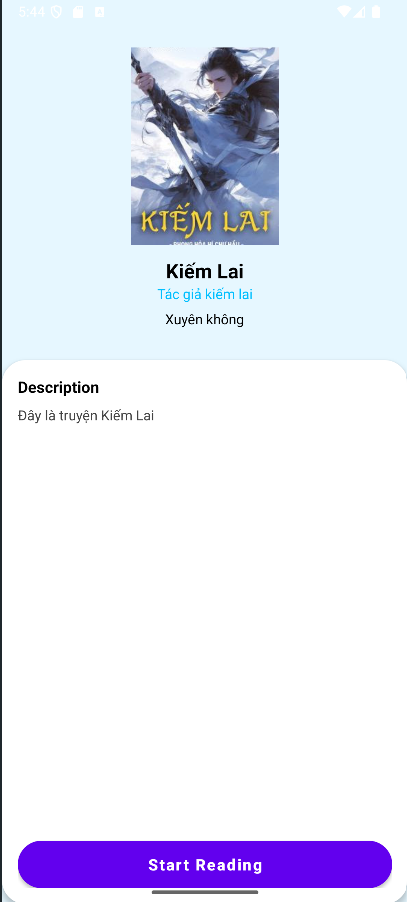 5:44
KIẾM LAI
- PHONG HỎA HÍ CHƯ HẦU -
Kiếm Lai
Tác giả kiếm lai
Xuyên không
Description
Đây là truyện Kiếm Lai
Start Reading